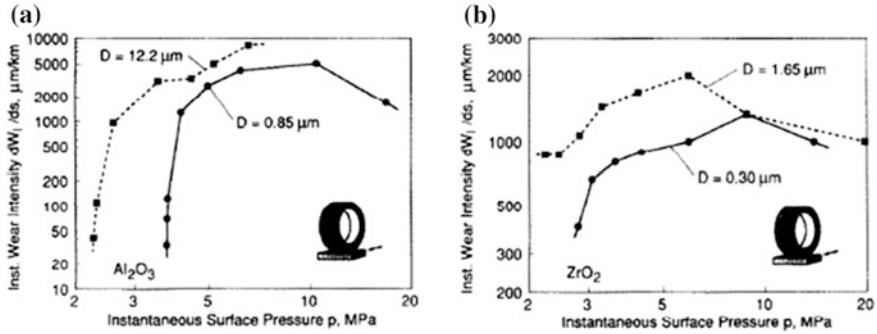 (a)
Inst. Wear Intensity dWI /ds, μm/km
10000
5000
2000
1000
500
200
100
50
20
10
D = 12.2 μm
D = 0.85 μm
Al2O3
2
5
10
20
Instantaneous Surface Pressure p, MPa
(b)
Inst. Wear Intensity dWI /ds, μm/km
3000
2000
1000
500
300
200
D = 1.65 μm
D = 0.30 μm
ZrO2
2
3
5
10
20
Instantaneous Surface Pressure p, MPa